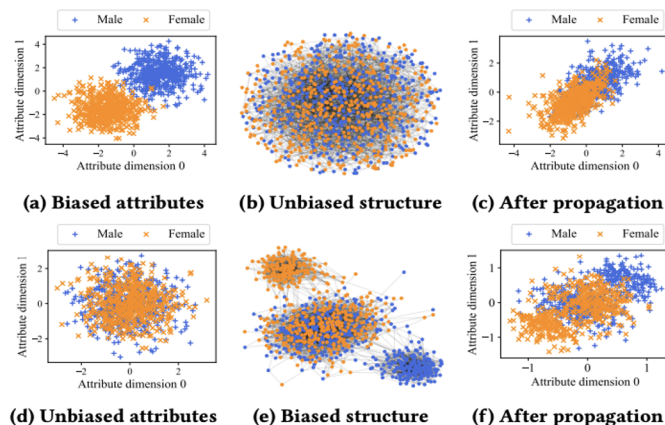 Male Female
Attribute dimension 1
4
2
0
−2
−4
−4 −2 0 2 4
Attribute dimension 0
(a) Biased attributes
(b) Unbiased structure
Male Female
Attribute dimension 1
2
0
−2
−4 −2 0 2 4
Attribute dimension 0
(c) After propagation
Male Female
Attribute dimension 1
2
0
−2
−2 0 2
Attribute dimension 0
(d) Unbiased attributes
(e) Biased structure
Male Female
Attribute dimension 1
1
0
−1
−1 0 1
Attribute dimension 0
(f) After propagation